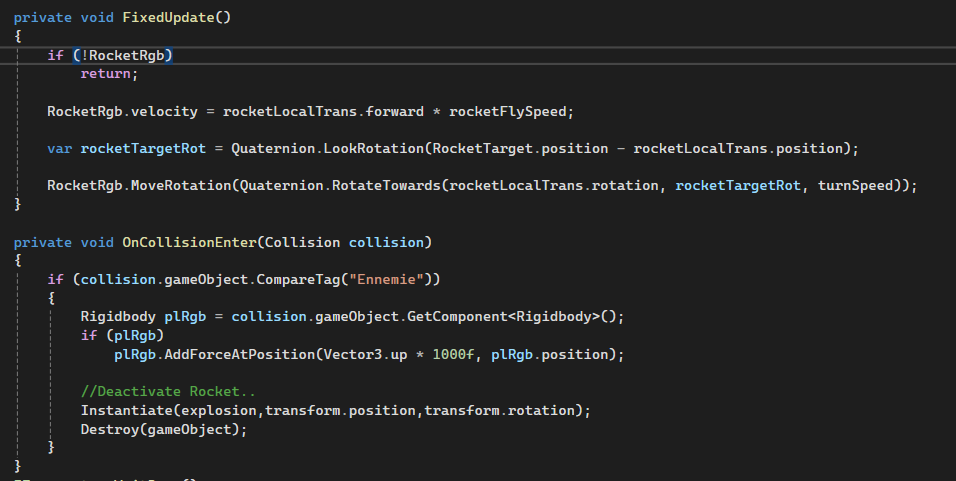 private void FixedUpdate()
{
if (!RocketRgb)
return;
RocketRgb.velocity = rocketLocalTrans.forward * rocketFlySpeed;
var rocketTargetRot = Quaternion.LookRotation(RocketTarget.position - rocketLocalTrans.position);
RocketRgb.MoveRotation(Quaternion.RotateTowards(rocketLocalTrans.rotation, rocketTargetRot, turnSpeed));
}
private void OnCollisionEnter(Collision collision)
{
if (collision.gameObject.CompareTag("Ennemie"))
{
Rigidbody plRgb = collision.gameObject.GetComponent<Rigidbody>();
if (plRgb)
plRgb.AddForceAtPosition(Vector3.up * 1000f, plRgb.position);
//Deactivate Rocket..
Instantiate(explosion,transform.position,transform.rotation);
Destroy(gameObject);
}
}